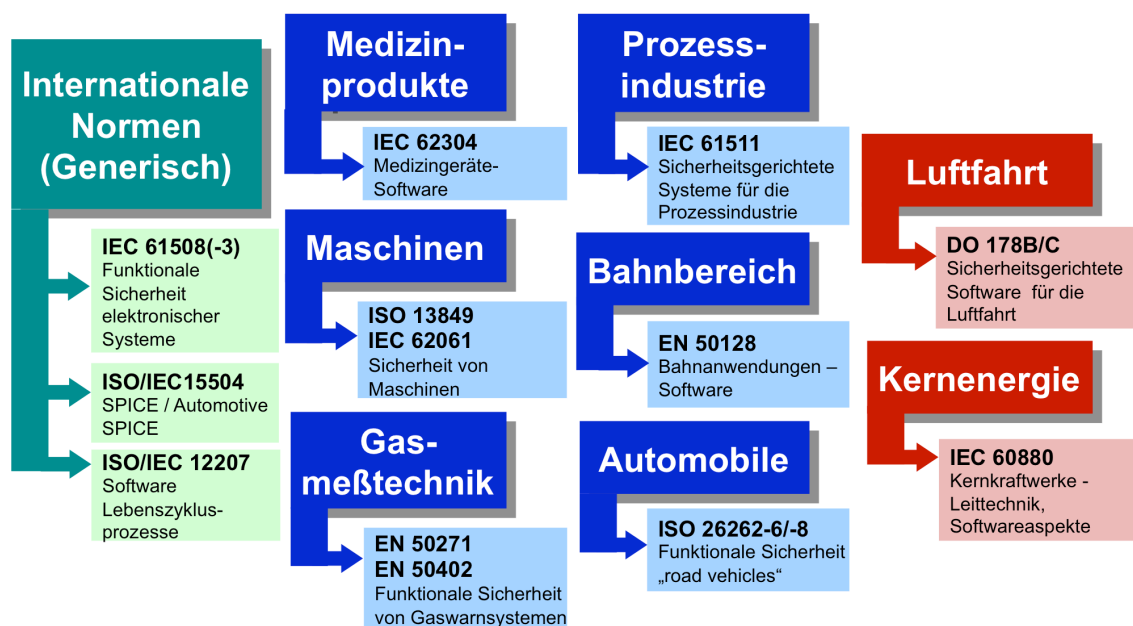 Internationale
Normen
(Generisch)
IEC 61508(-3)
Funktionale
Sicherheit
elektronischer
Systeme
ISO/IEC15504
SPICE / Automotive
SPICE
ISO/IEC 12207
Software
Lebenszyklus-
prozesse
Medizin-
produkte
IEC 62304
Medizingeräte-
Software
Maschinen
ISO 13849
IEC 62061
Sicherheit von
Maschinen
Gas-
meßtechnik
EN 50271
EN 50402
Funktionale Sicherheit
von Gaswarnsystemen
Prozess-
industrie
IEC 61511
Sicherheitsgerichtete
Systeme für die
Prozessindustrie
Bahnbereich
EN 50128
Bahnanwendungen –
Software
Automobile
ISO 26262-6/-8
Funktionale Sicherheit
„road vehicles“
Luftfahrt
DO 178B/C
Sicherheitsgerichtete
Software für die
Luftfahrt
Kernenergie
IEC 60880
Kernkraftwerke -
Leittechnik,
Softwareaspekte